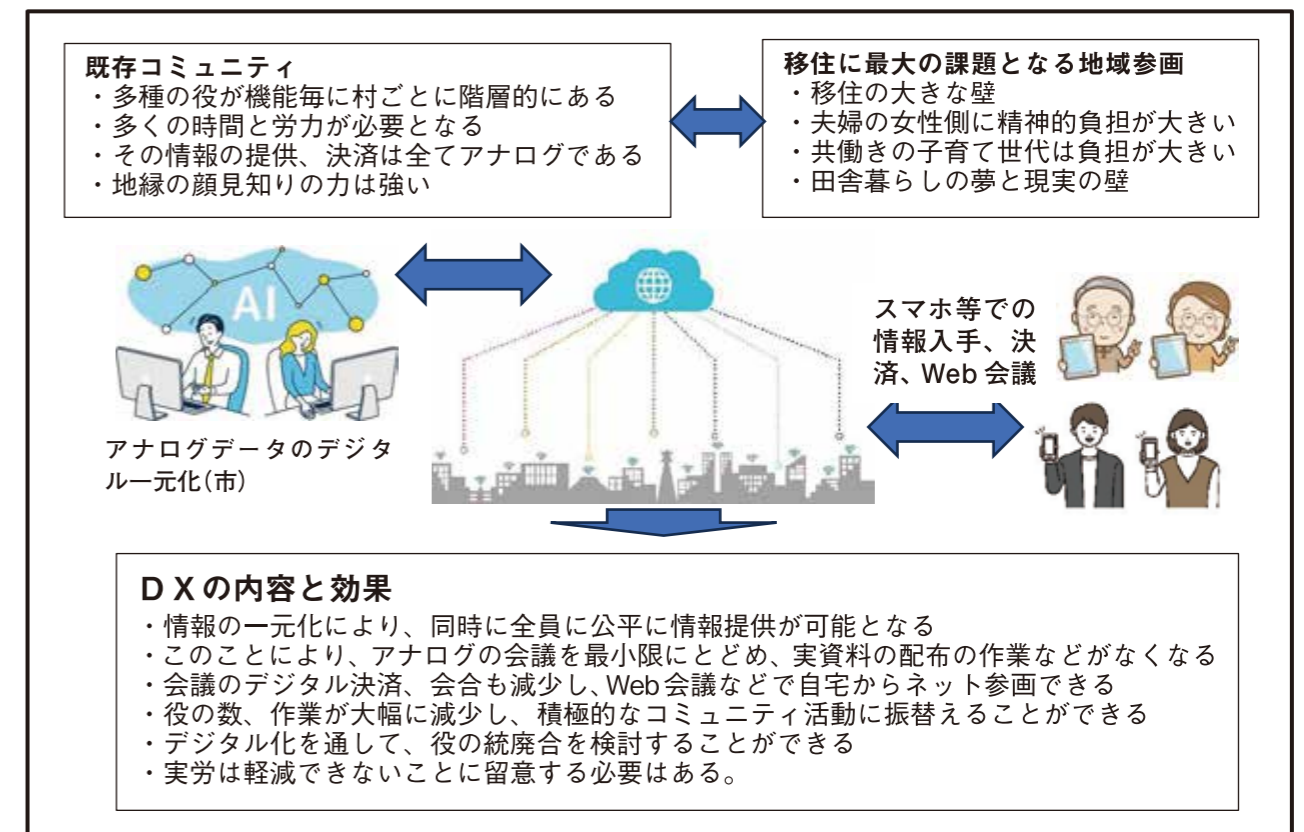 既存コミュニティ
・多種の役が機能毎に村ごとに階層的にある
・多くの時間と労力が必要となる
・その情報の提供、決済は全てアナログである
・地縁の顔見知りの力は強い
移住に最大の課題となる地域参画
・移住の大きな壁
・夫婦の女性側に精神的負担が大きい
・共働きの子育て世代は負担が大きい
・田舎暮らしの夢と現実の壁
AI
アナログデータのデジタ
ル一元化(市)
スマホ等での
情報入手、決
済、Web 会議
ＤＸの内容と効果
・情報の一元化により、同時に全員に公平に情報提供が可能となる
・このことにより、アナログの会議を最小限にとどめ、実資料の配布の作業などがなくなる
・会議のデジタル決済、会合も減少し、Web会議などで自宅からネット参画できる
・役の数、作業が大幅に減少し、積極的なコミュニティ活動に振替えることができる
・デジタル化を通して、役の統廃合を検討することができる
・実労は軽減できないことに留意する必要はある。